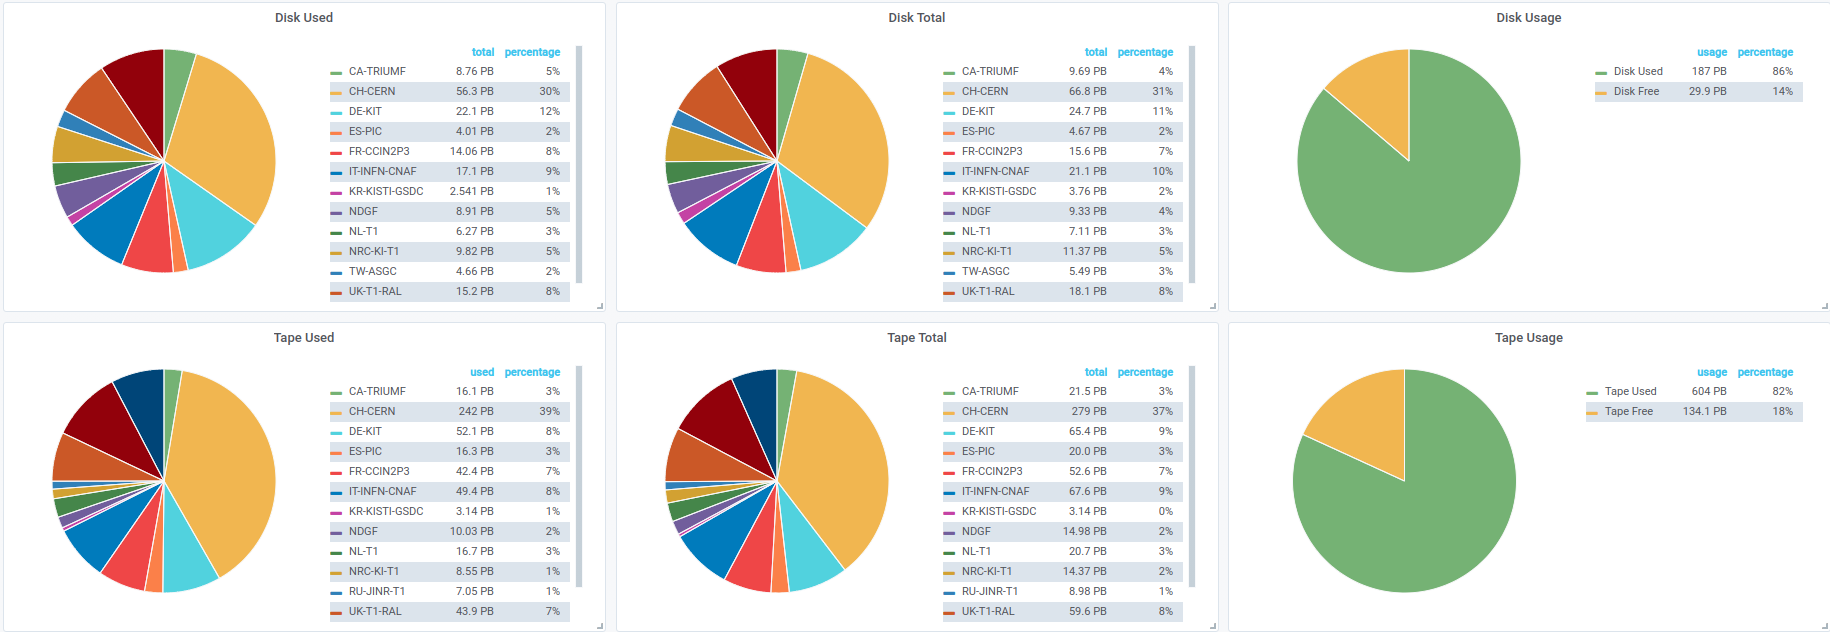 Disk Used
total percentage
CA-TRIUMF 8.76 PB 5%
CH-CERN 56.3 PB 30%
DE-KIT 22.1 PB 12%
ES-PIC 4.01 PB 2%
FR-CCIN2P3 14.06 PB 8%
IT-INFN-CNAF 17.1 PB 9%
KR-KISTI-GSDC 2.541 PB 1%
NDGF 8.91 PB 5%
NL-T1 6.27 PB 3%
NRC-KI-T1 9.82 PB 5%
TW-ASGC 4.66 PB 2%
UK-T1-RAL 15.2 PB 8%
Disk Total
total percentage
CA-TRIUMF 9.69 PB 4%
CH-CERN 66.8 PB 31%
DE-KIT 24.7 PB 11%
ES-PIC 4.67 PB 2%
FR-CCIN2P3 15.6 PB 7%
IT-INFN-CNAF 21.1 PB 10%
KR-KISTI-GSDC 3.76 PB 2%
NDGF 9.33 PB 4%
NL-T1 7.11 PB 3%
NRC-KI-T1 11.37 PB 5%
TW-ASGC 5.49 PB 3%
UK-T1-RAL 18.1 PB 8%
Disk Usage
usage percentage
Disk Used 187 PB 86%
Disk Free 29.9 PB 14%
Tape Used
used percentage
CA-TRIUMF 16.1 PB 3%
CH-CERN 242 PB 39%
DE-KIT 52.1 PB 8%
ES-PIC 16.3 PB 3%
FR-CCIN2P3 42.4 PB 7%
IT-INFN-CNAF 49.4 PB 8%
KR-KISTI-GSDC 3.14 PB 1%
NDGF 10.03 PB 2%
NL-T1 16.7 PB 3%
NRC-KI-T1 8.55 PB 1%
RU-JINR-T1 7.05 PB 1%
UK-T1-RAL 43.9 PB 7%
Tape Total
total percentage
CA-TRIUMF 21.5 PB 3%
CH-CERN 279 PB 37%
DE-KIT 65.4 PB 9%
ES-PIC 20.0 PB 3%
FR-CCIN2P3 52.6 PB 7%
IT-INFN-CNAF 67.6 PB 9%
KR-KISTI-GSDC 3.14 PB 0%
NDGF 14.98 PB 2%
NL-T1 20.7 PB 3%
NRC-KI-T1 14.37 PB 2%
RU-JINR-T1 8.98 PB 1%
UK-T1-RAL 59.6 PB 8%
Tape Usage
usage percentage
Tape Used 604 PB 82%
Tape Free 134.1 PB 18%